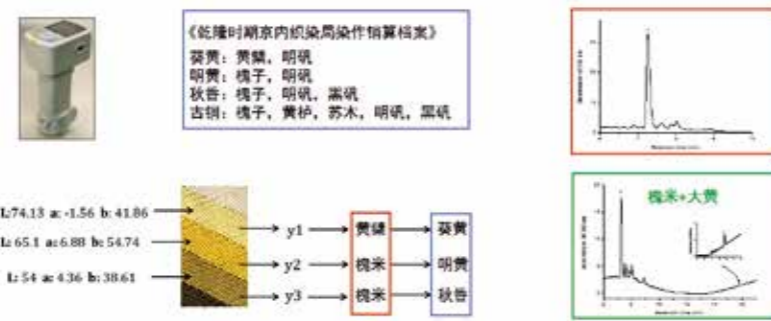 《乾隆时期京内织染局染作销算档案》
葵黄：黄檗，明矾
明黄：槐子，明矾
秋香：槐子，明矾，黑矾
古铜：槐子，黄栌，苏木，明矾，黑矾
L:74.13 a: -1.56 b: 41.86
L: 65.1 a: 6.88 b: 54.74
L: 54 a: 4.36 b: 38.61
y1 黄檗 葵黄
y2 槐米 明黄
y3 槐米 秋香
槐米+大黄